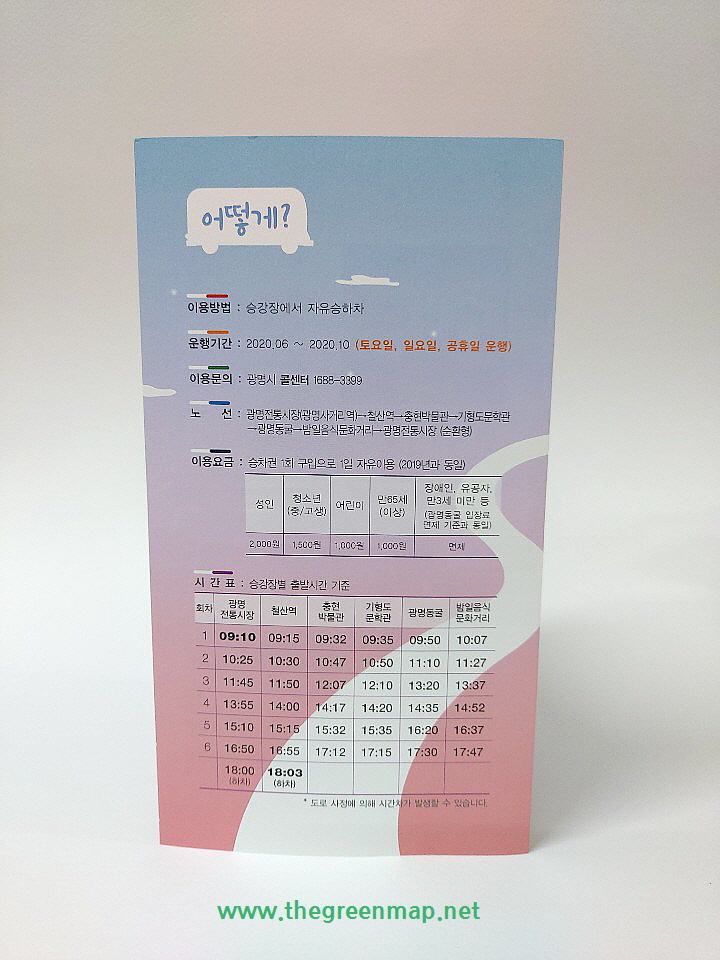 어떻게?
이용방법 : 승강장에서 자유승하차
운행기간 : 2020.06 ~ 2020.10 (토요일, 일요일, 공휴일 운행)
이용문의 : 광명시 콜센터 1688-3399
노 선 : 광명전통시장(광명사거리역)→철산역→충현박물관→기형도문학관
→광명동굴→밤일음식문화거리→광명전통시장 (순환형)
이용요금 : 승차권 1회 구입으로 1일 자유이용 (2019년과 동일)
성인 청소년 (중/고생) 어린이 만65세 (이상) 장애인, 유공자, 만3세 미만 등 (광명동굴 입장료 면제 기준과 동일)
2,000원 1,500원 1,000원 1,000원 면제
시 간 표 : 승강장별 출발시간 기준
회차 광명 전통시장 철산역 충현 박물관 기형도 문학관 광명동굴 밤일음식 문화거리
1 09:10 09:15 09:32 09:35 09:50 10:07
2 10:25 10:30 10:47 10:50 11:10 11:27
3 11:45 11:50 12:07 12:10 13:20 13:37
4 13:55 14:00 14:17 14:20 14:35 14:52
5 15:10 15:15 15:32 15:35 16:20 16:37
6 16:50 16:55 17:12 17:15 17:30 17:47
18:00 (하차) 18:03 (하차)
* 도로 사정에 의해 시간차가 발생할 수 있습니다.
www.thegreenmap.net